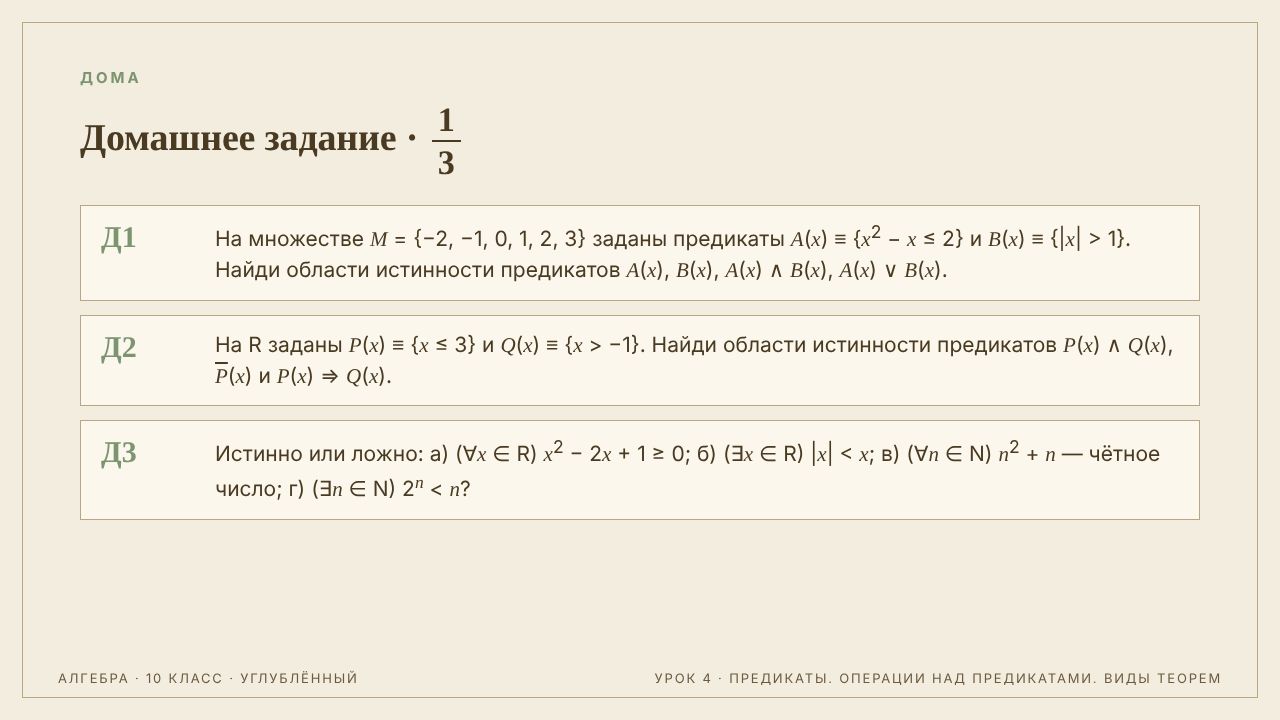 ДОМА
Домашнее задание · 1/3
Д1
На множестве M = {−2, −1, 0, 1, 2, 3} заданы предикаты A(x) ≡ {x² − x ≤ 2} и B(x) ≡ {|x| > 1}.
Найди области истинности предикатов A(x), B(x), A(x) ∧ B(x), A(x) ∨ B(x).
Д2
На R заданы P(x) ≡ {x ≤ 3} и Q(x) ≡ {x > −1}. Найди области истинности предикатов P(x) ∧ Q(x),
P̅(x) и P(x) ⇒ Q(x).
Д3
Истинно или ложно: а) (∀x ∈ R) x² − 2x + 1 ≥ 0; б) (∃x ∈ R) |x| < x; в) (∀n ∈ N) n² + n — чётное
число; г) (∃n ∈ N) 2ⁿ < n?
АЛГЕБРА · 10 КЛАСС · УГЛУБЛЁННЫЙ
УРОК 4 · ПРЕДИКАТЫ. ОПЕРАЦИИ НАД ПРЕДИКАТАМИ. ВИДЫ ТЕОРЕМ